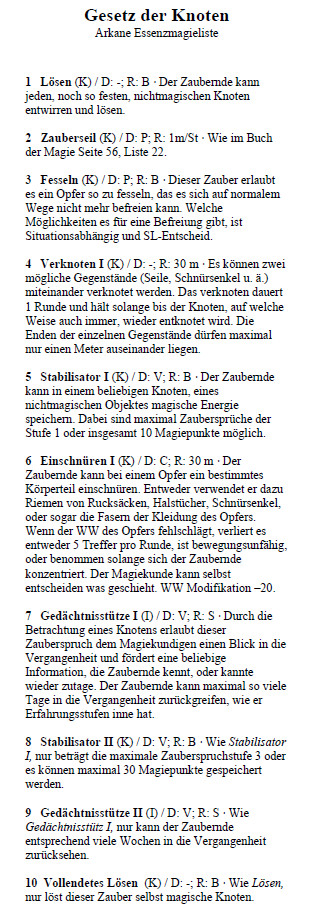 Gesetz der Knoten
Arkane Essenzmagieliste
1 Lösen (K) / D: -; R: B · Der Zaubernde kann
jeden, noch so festen, nichtmagischen Knoten
entwirren und lösen.
2 Zauberseil (K) / D: P; R: 1m/St · Wie im Buch
der Magie Seite 56, Liste 22.
3 Fesseln (K) / D: P; R: B · Dieser Zauber erlaubt
es ein Opfer so zu fesseln, das es sich auf normalem
Wege nicht mehr befreien kann. Welche
Möglichkeiten es für eine Befreiung gibt, ist
Situationsabhängig und SL-Entscheid.
4 Verknoten I (K) / D: -; R: 30 m · Es können zwei
mögliche Gegenstände (Seile, Schnürsenkel u. ä.)
miteinander verknotet werden. Das verknoten dauert
1 Runde und hält solange bis der Knoten, auf welche
Weise auch immer, wieder entknotet wird. Die
Enden der einzelnen Gegenstände dürfen maximal
nur einen Meter auseinander liegen.
5 Stabilisator I (K) / D: V; R: B · Der Zaubernde
kann in einem beliebigen Knoten, eines
nichtmagischen Objektes magische Energie
speichern. Dabei sind maximal Zaubersprüche der
Stufe 1 oder insgesamt 10 Magiepunkte möglich.
6 Einschnüren I (K) / D: C; R: 30 m · Der
Zaubernde kann bei einem Opfer ein bestimmtes
Körperteil einschnüren. Entweder verwendet er dazu
Riemen von Rucksäcken, Halstücher, Schnürsenkel,
oder sogar die Fasern der Kleidung des Opfers.
Wenn der WW des Opfers fehlschlägt, verliert es
entweder 5 Treffer pro Runde, ist bewegungsunfähig,
oder benommen solange sich der Zaubernde
konzentriert. Der Magiekunde kann selbst
entscheiden was geschieht. WW Modifikation –20.
7 Gedächtnisstütze I (I) / D: V; R: S · Durch die
Betrachtung eines Knotens erlaubt dieser
Zauberspruch dem Magiekundigen einen Blick in die
Vergangenheit und fördert eine beliebige
Information, die Zaubernde kennt, oder kannte
wieder zutage. Der Zaubernde kann maximal so viele
Tage in die Vergangenheit zurückgreifen, wie er
Erfahrungsstufen inne hat.
8 Stabilisator II (K) / D: V; R: B · Wie Stabilisator
I, nur beträgt die maximale Zauberspruchstufe 3 oder
es können maximal 30 Magiepunkte gespeichert
werden.
9 Gedächtnisstütze II (I) / D: V; R: S · Wie
Gedächtnisstütz I, nur kann der Zaubernde
entsprechend viele Wochen in die Vergangenheit
zurücksehen.
10 Vollendetes Lösen (K) / D: -; R: B · Wie Lösen,
nur löst dieser Zauber selbst magische Knoten.